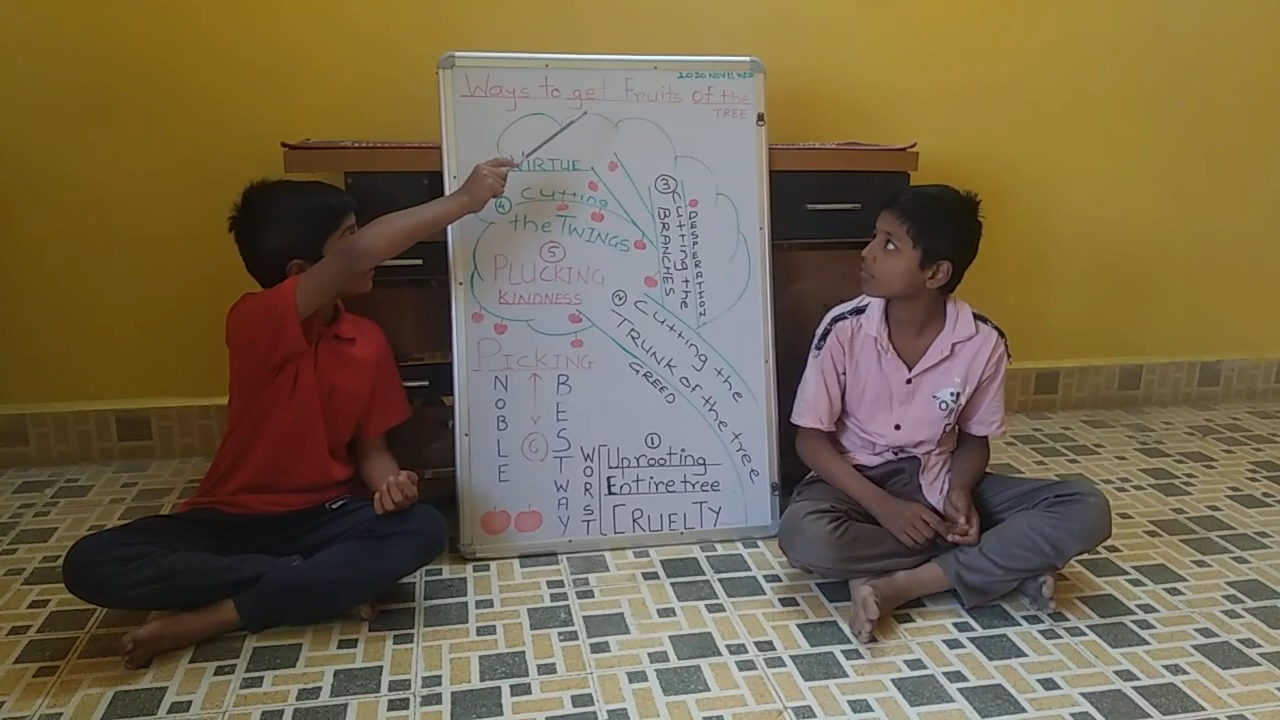 2020 NOV 11 WED
Ways to get Fruits of the
TREE
VIRTUE
④ Cutting
the TWINGS
③ Cutting the
BRANCHES
DESPERATION
⑤
PLUCKING
KINDNESS
② Cutting the
TRUNK of the tree
GREED
PICKING
NOBLE
⑥
BEST WAY
WORST
①
Uprooting
Entire tree
CRUELTY